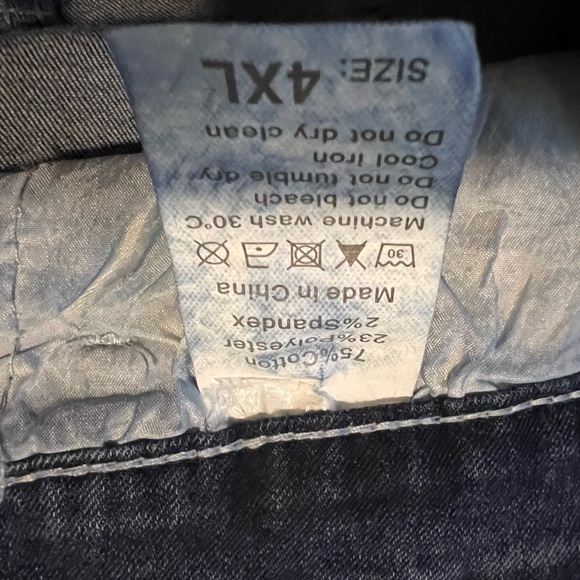 75%Cotton
23%Polyester
2%Spandex
Made in China
30
Machine wash 30°C
Do not bleach
Do not tumble dry
Cool Iron
Do not dry clean
SIZE: 4XL